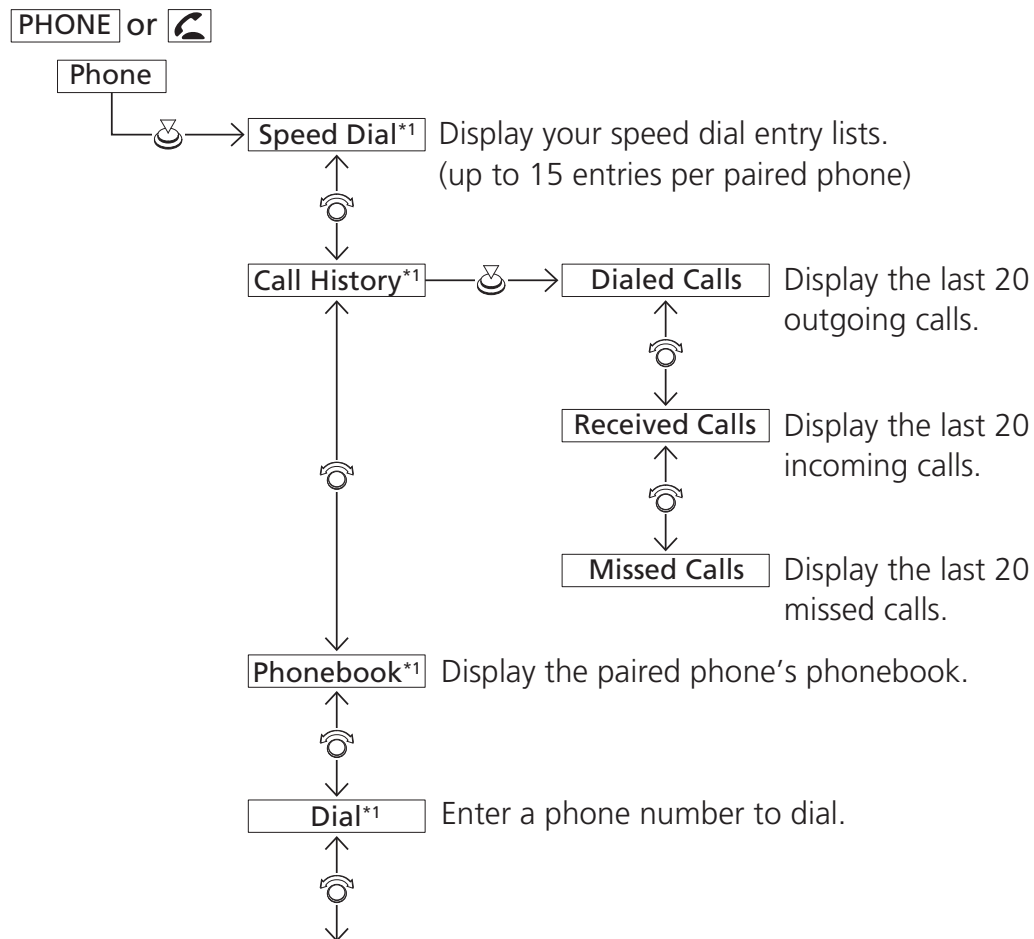 PHONE or
Phone
Speed Dial*1 Display your speed dial entry lists.
(up to 15 entries per paired phone)
Call History*1 Dialed Calls Display the last 20
outgoing calls.
Received Calls Display the last 20
incoming calls.
Missed Calls Display the last 20
missed calls.
Phonebook*1 Display the paired phone’s phonebook.
Dial*1 Enter a phone number to dial.